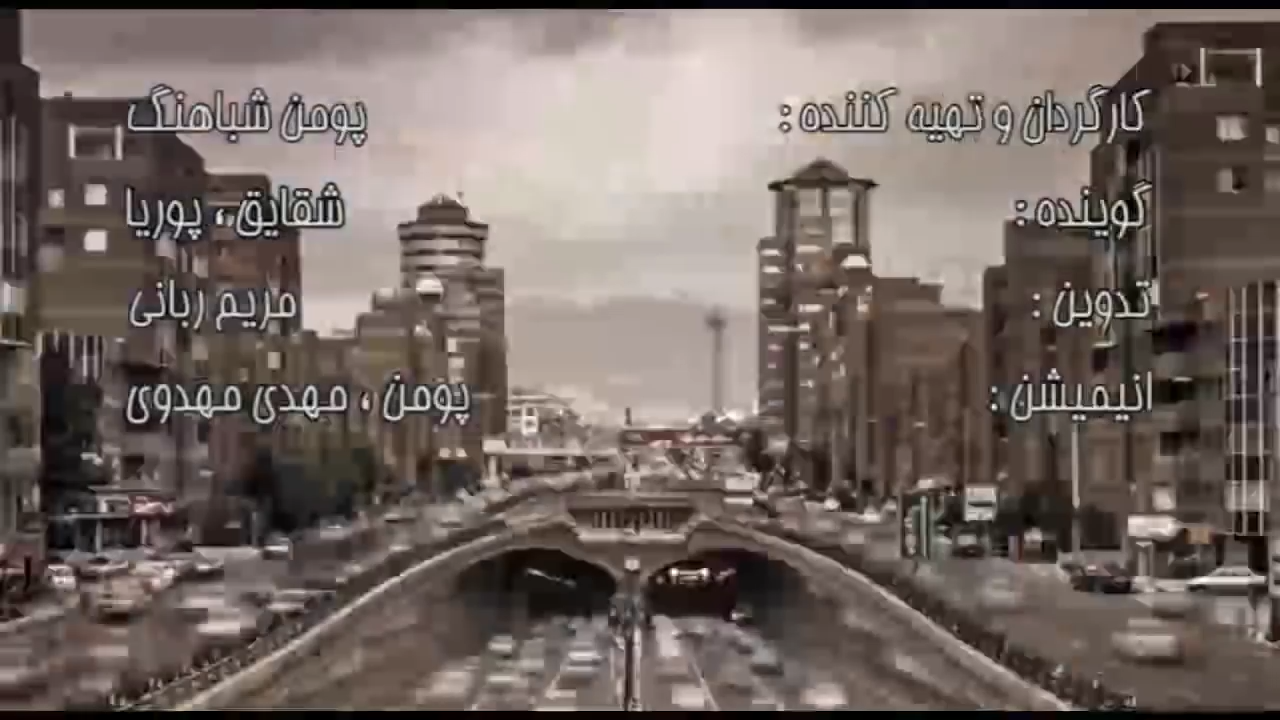 کارگردان و تهیه کننده : پومن شباهنگ
گوینده : شقایق ، پوریا
تدوین : مریم ربانی
انیمیشن : پومن ، مهدی مهدوی